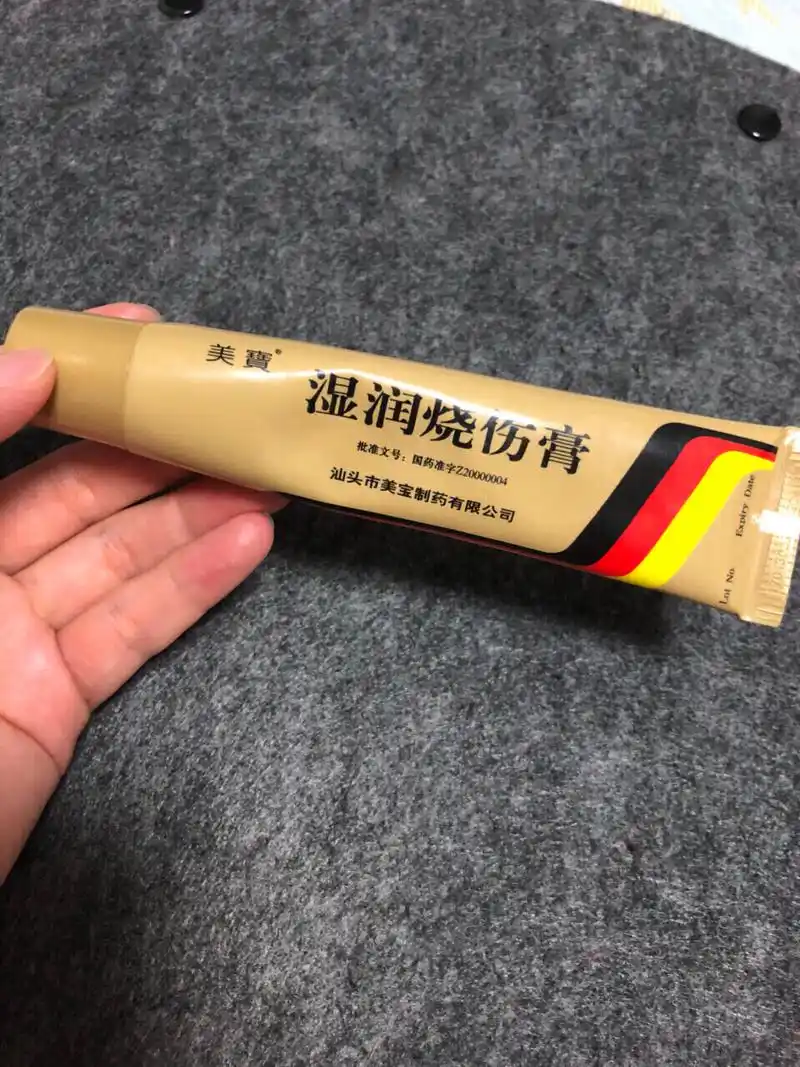 美寶®
湿润烧伤膏
批准文号：国药准字Z20000004
汕头市美宝制药有限公司
Lot No.
Expiry Date